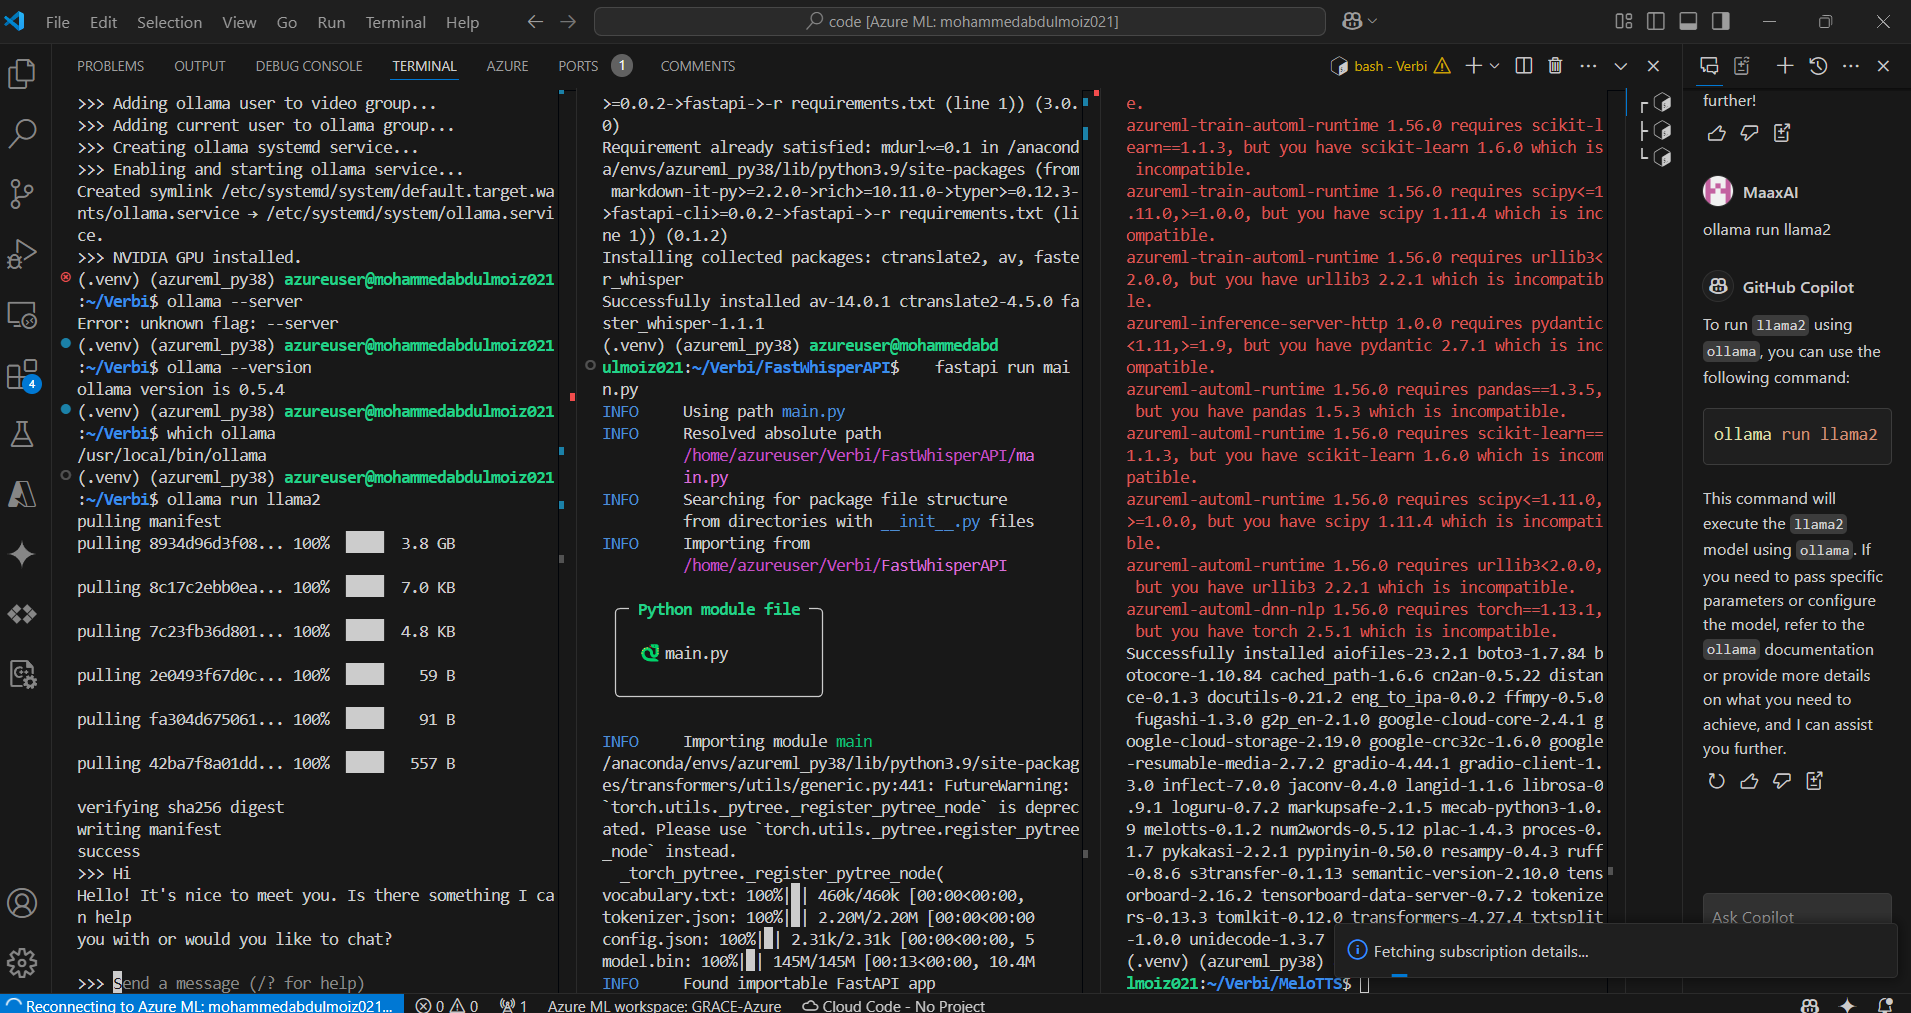 File Edit Selection View Go Run Terminal Help
code [Azure ML: mohammedabdulmoiz021]
PROBLEMS OUTPUT DEBUG CONSOLE TERMINAL AZURE PORTS 1 COMMENTS
bash - Verbi
>>> Adding ollama user to video group...
>>> Adding current user to ollama group...
>>> Creating ollama systemd service...
>>> Enabling and starting ollama service...
Created symlink /etc/systemd/system/default.target.wa
nts/ollama.service → /etc/systemd/system/ollama.servi
ce.
>>> NVIDIA GPU installed.
(.venv) (azureml_py38) azureuser@mohammedabdulmoiz021
:~/Verbi$ ollama --server
Error: unknown flag: --server
(.venv) (azureml_py38) azureuser@mohammedabdulmoiz021
:~/Verbi$ ollama --version
ollama version is 0.5.4
(.venv) (azureml_py38) azureuser@mohammedabdulmoiz021
:~/Verbi$ which ollama
/usr/local/bin/ollama
(.venv) (azureml_py38) azureuser@mohammedabdulmoiz021
:~/Verbi$ ollama run llama2
pulling manifest
pulling 8934d96d3f08... 100% 3.8 GB
pulling 8c17c2ebb0ea... 100% 7.0 KB
pulling 7c23fb36d801... 100% 4.8 KB
pulling 2e0493f67d0c... 100% 59 B
pulling fa304d675061... 100% 91 B
pulling 42ba7f8a01dd... 100% 557 B
verifying sha256 digest
writing manifest
success
>>> Hi
Hello! It's nice to meet you. Is there something I ca
n help
you with or would you like to chat?
>>> Send a message (/? for help)
>=0.0.2->fastapi->-r requirements.txt (line 1)) (3.0.
0)
Requirement already satisfied: mdurl~=0.1 in /anacond
a/envs/azureml_py38/lib/python3.9/site-packages (from
markdown-it-py>=2.2.0->rich>=10.11.0->typer>=0.12.3-
>fastapi-cli>=0.0.2->fastapi->-r requirements.txt (li
ne 1)) (0.1.2)
Installing collected packages: ctranslate2, av, faste
r_whisper
Successfully installed av-14.0.1 ctranslate2-4.5.0 fa
ster_whisper-1.1.1
(.venv) (azureml_py38) azureuser@mohammedabd
ulmoiz021:~/Verbi/FastWhisperAPI$ fastapi run mai
n.py
INFO Using path main.py
INFO Resolved absolute path
/home/azureuser/Verbi/FastWhisperAPI/ma
in.py
INFO Searching for package file structure
from directories with __init__.py files
INFO Importing from
/home/azureuser/Verbi/FastWhisperAPI
Python module file
main.py
INFO Importing module main
/anaconda/envs/azureml_py38/lib/python3.9/site-packag
es/transformers/utils/generic.py:441: FutureWarning:
`torch.utils._pytree._register_pytree_node` is deprec
ated. Please use `torch.utils._pytree.register_pytree
_node` instead.
_torch_pytree._register_pytree_node(
vocabulary.txt: 100%|| 460k/460k [00:00<00:00,
tokenizer.json: 100%|| 2.20M/2.20M [00:00<00:00
config.json: 100%|| 2.31k/2.31k [00:00<00:00, 5
model.bin: 100%|| 145M/145M [00:13<00:00, 10.4M
INFO Found importable FastAPI app
e.
azureml-train-automl-runtime 1.56.0 requires scikit-l
earn==1.1.3, but you have scikit-learn 1.6.0 which is
incompatible.
azureml-train-automl-runtime 1.56.0 requires scipy<=1
.11.0,>=1.0.0, but you have scipy 1.11.4 which is inc
ompatible.
azureml-train-automl-runtime 1.56.0 requires urllib3<
2.0.0, but you have urllib3 2.2.1 which is incompatib
le.
azureml-inference-server-http 1.0.0 requires pydantic
<1.11,>=1.9, but you have pydantic 2.7.1 which is inc
ompatible.
azureml-automl-runtime 1.56.0 requires pandas==1.3.5,
but you have pandas 1.5.3 which is incompatible.
azureml-automl-runtime 1.56.0 requires scikit-learn==
1.1.3, but you have scikit-learn 1.6.0 which is incom
patible.
azureml-automl-runtime 1.56.0 requires scipy<=1.11.0,
>=1.0.0, but you have scipy 1.11.4 which is incompati
ble.
azureml-automl-runtime 1.56.0 requires urllib3<2.0.0,
but you have urllib3 2.2.1 which is incompatible.
azureml-automl-dnn-nlp 1.56.0 requires torch==1.13.1,
but you have torch 2.5.1 which is incompatible.
Successfully installed aiofiles-23.2.1 boto3-1.7.84 b
otocore-1.10.84 cached_path-1.6.6 cn2an-0.5.22 distan
ce-0.1.3 docutils-0.21.2 eng_to_ipa-0.0.2 ffmpy-0.5.0
fugashi-1.3.0 g2p_en-2.1.0 google-cloud-core-2.4.1 g
oogle-cloud-storage-2.19.0 google-crc32c-1.6.0 google
-resumable-media-2.7.2 gradio-4.44.1 gradio-client-1.
3.0 inflect-7.0.0 jaconv-0.4.0 langid-1.1.6 librosa-0
.9.1 loguru-0.7.2 markupsafe-2.1.5 mecab-python3-1.0.
9 melotts-0.1.2 num2words-0.5.12 plac-1.4.3 proces-0.
1.7 pykakasi-2.2.1 pypinyin-0.50.0 resampy-0.4.3 ruff
-0.8.6 s3transfer-0.1.13 semantic-version-2.10.0 tens
orboard-2.16.2 tensorboard-data-server-0.7.2 tokenize
rs-0.13.3 tomlkit-0.12.0 transformers-4.27.4 txtsplit
-1.0.0 unidecode-1.3.7
(.venv) (azureml_py38)
lmoiz021:~/Verbi/MeloTTS$
further!
MaaxAI
ollama run llama2
GitHub Copilot
To run llama2 using
ollama, you can use the
following command:
ollama run llama2
This command will
execute the llama2
model using ollama. If
you need to pass specific
parameters or configure
the model, refer to the
ollama documentation
or provide more details
on what you need to
achieve, and I can assist
you further.
Ask Copilot
Fetching subscription details...
4
Reconnecting to Azure ML: mohammedabdulmoiz021... 0 0 1 Azure ML workspace: GRACE-Azure Cloud Code - No Project